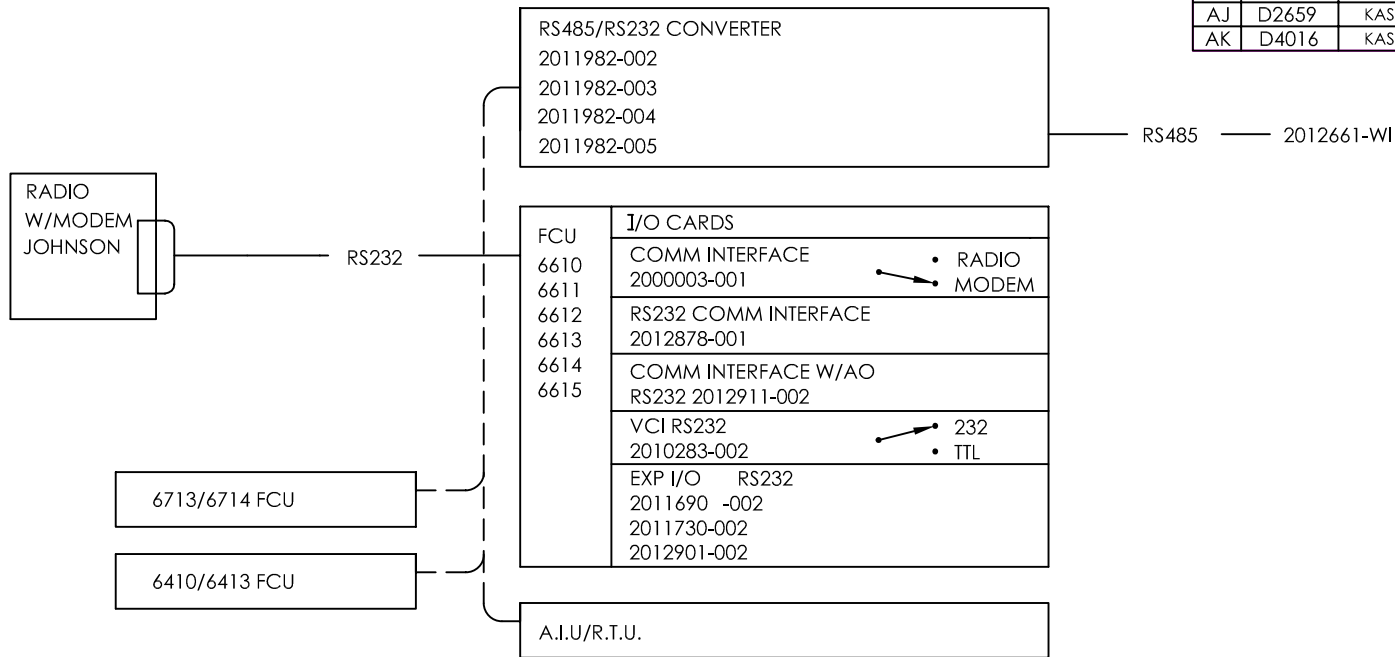 AJ D2659 KAS
AK D4016 KAS
RS485/RS232 CONVERTER
2011982-002
2011982-003
2011982-004
2011982-005
RS485
2012661-WI
RADIO
W/MODEM
JOHNSON
RS232
FCU
6610
6611
6612
6613
6614
6615
I/O CARDS
COMM INTERFACE
2000003-001
RADIO
MODEM
RS232 COMM INTERFACE
2012878-001
COMM INTERFACE W/AO
RS232 2012911-002
VCI RS232
2010283-002
232
TTL
EXP I/O RS232
2011690 -002
2011730-002
2012901-002
6713/6714 FCU
6410/6413 FCU
A.I.U/R.T.U.